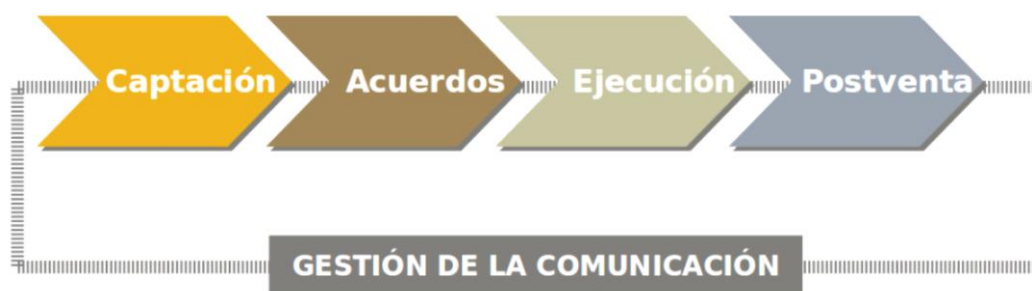 Captación Acuerdos Ejecución Postventa
GESTIÓN DE LA COMUNICACIÓN